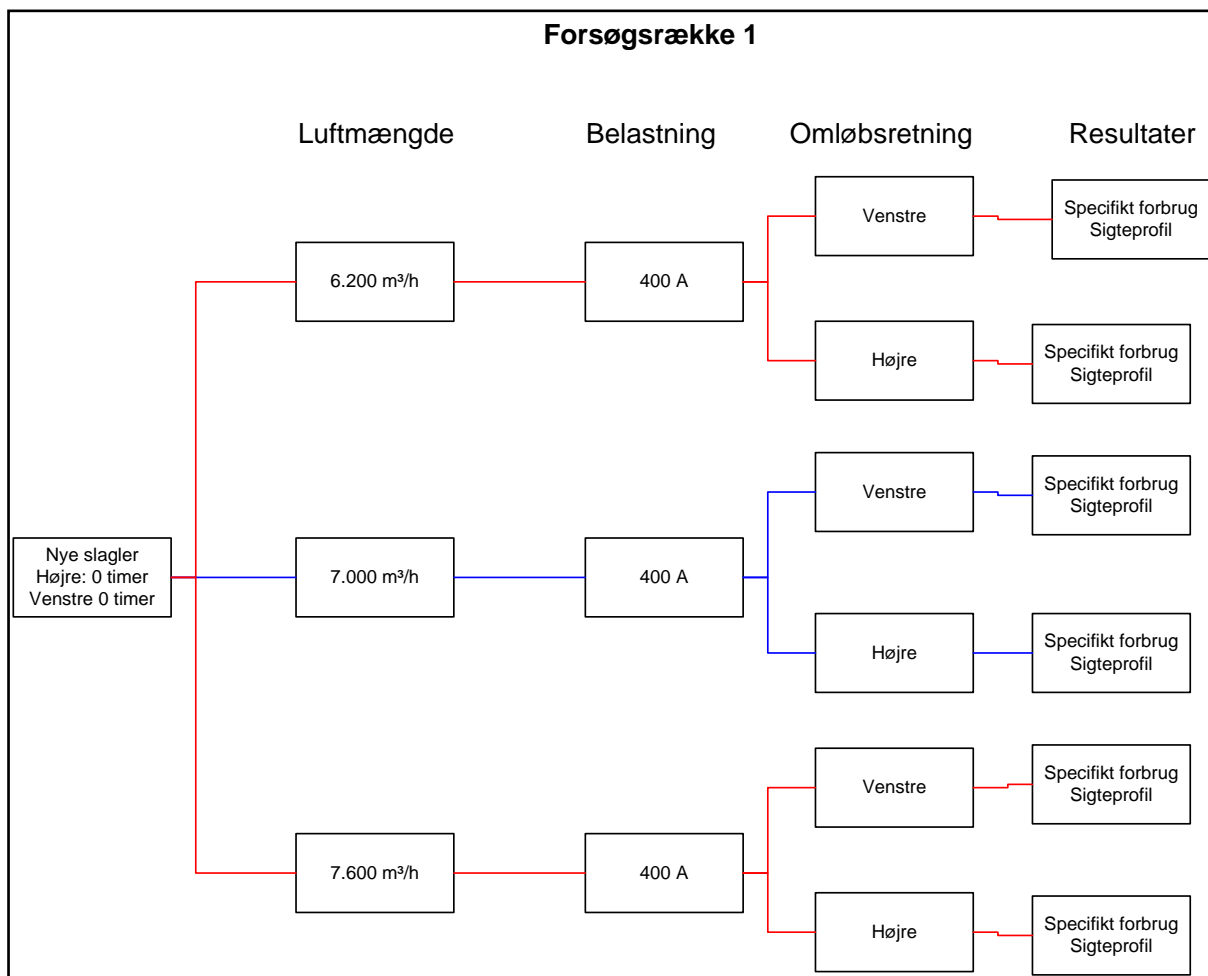 Forsøgsrække 1
Luftmængde
Belastning
Omløbsretning
Resultater
Venstre
Specifikt forbrug
Sigteprofil
6.200 m³/h
400 A
Højre
Specifikt forbrug
Sigteprofil
Venstre
Specifikt forbrug
Sigteprofil
Nye slagler
Højre: 0 timer
Venstre 0 timer
7.000 m³/h
400 A
Højre
Specifikt forbrug
Sigteprofil
Venstre
Specifikt forbrug
Sigteprofil
7.600 m³/h
400 A
Højre
Specifikt forbrug
Sigteprofil